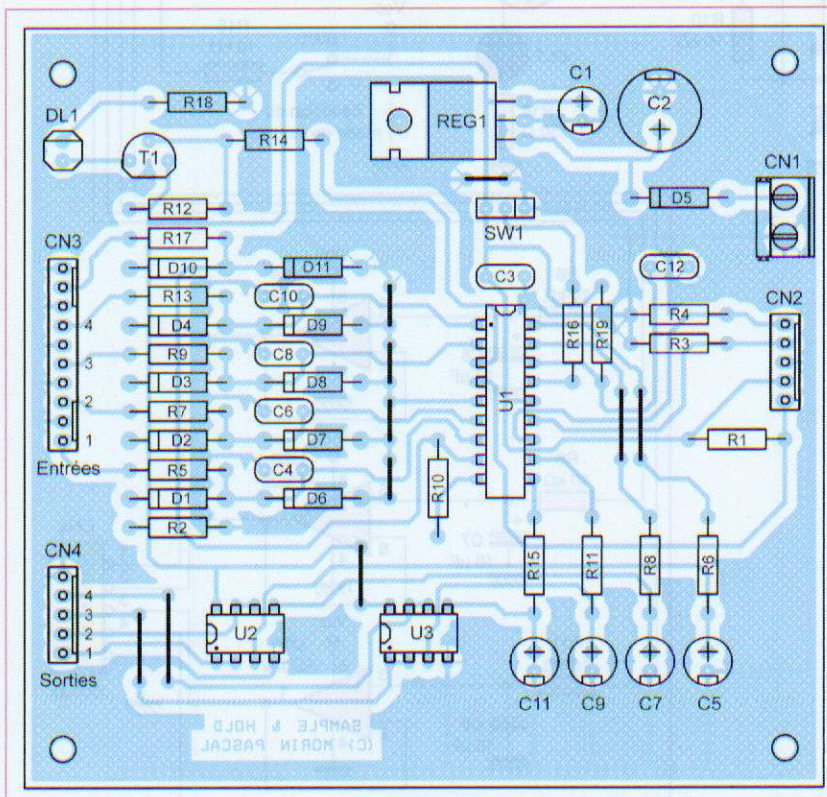 R18
DL1
T1
R14
REG1
C1
C2
CN1
D5
R12
R17
CN3
SW1
D10
D11
C3
C12
R13
C10
CN2
4
D4
D9
R16
R19
R4
R9
C8
R3
3
D3
D8
U1
2
R7
C6
1
D2
D7
R1
Entrées
R5
C4
R10
D1
D6
R2
CN4
R15
R11
R8
R6
4
3
2
1
U2
U3
Sorties
C11
C9
C7
C5
SAMPLE & HOLD
(C) MORIN PASCAL